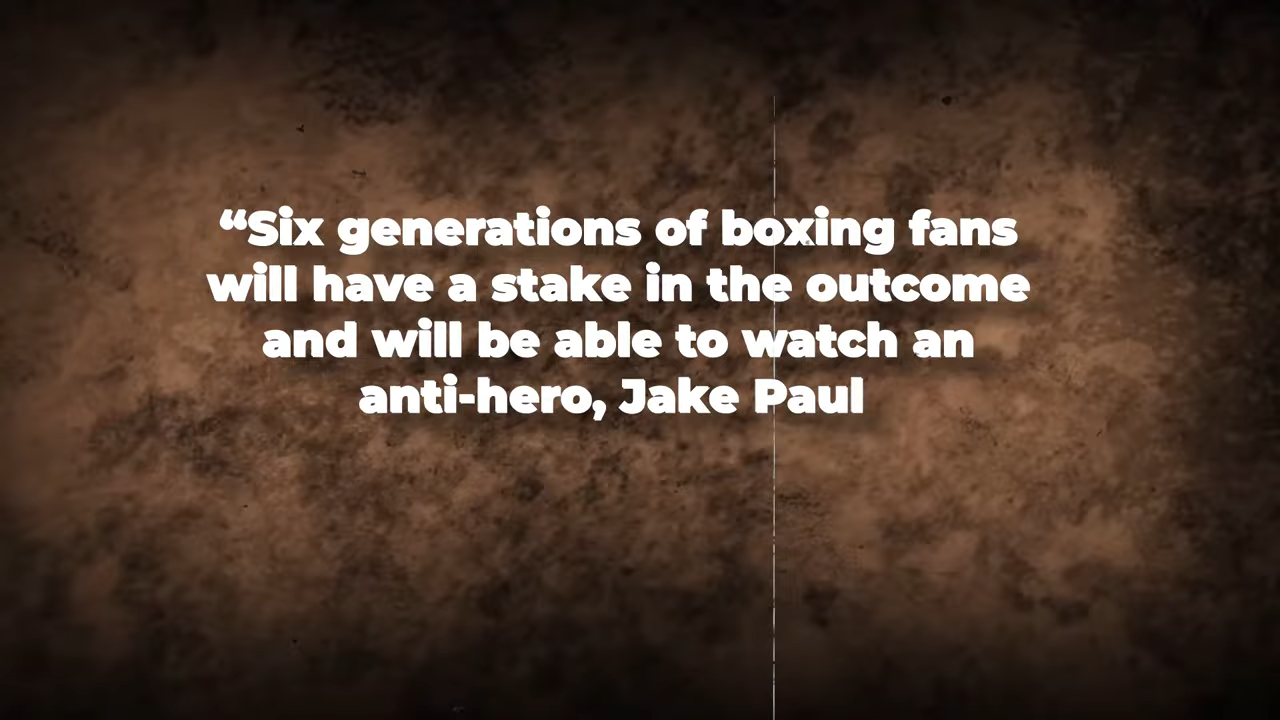 “Six generations of boxing fans
will have a stake in the outcome
and will be able to watch an
anti-hero, Jake Paul